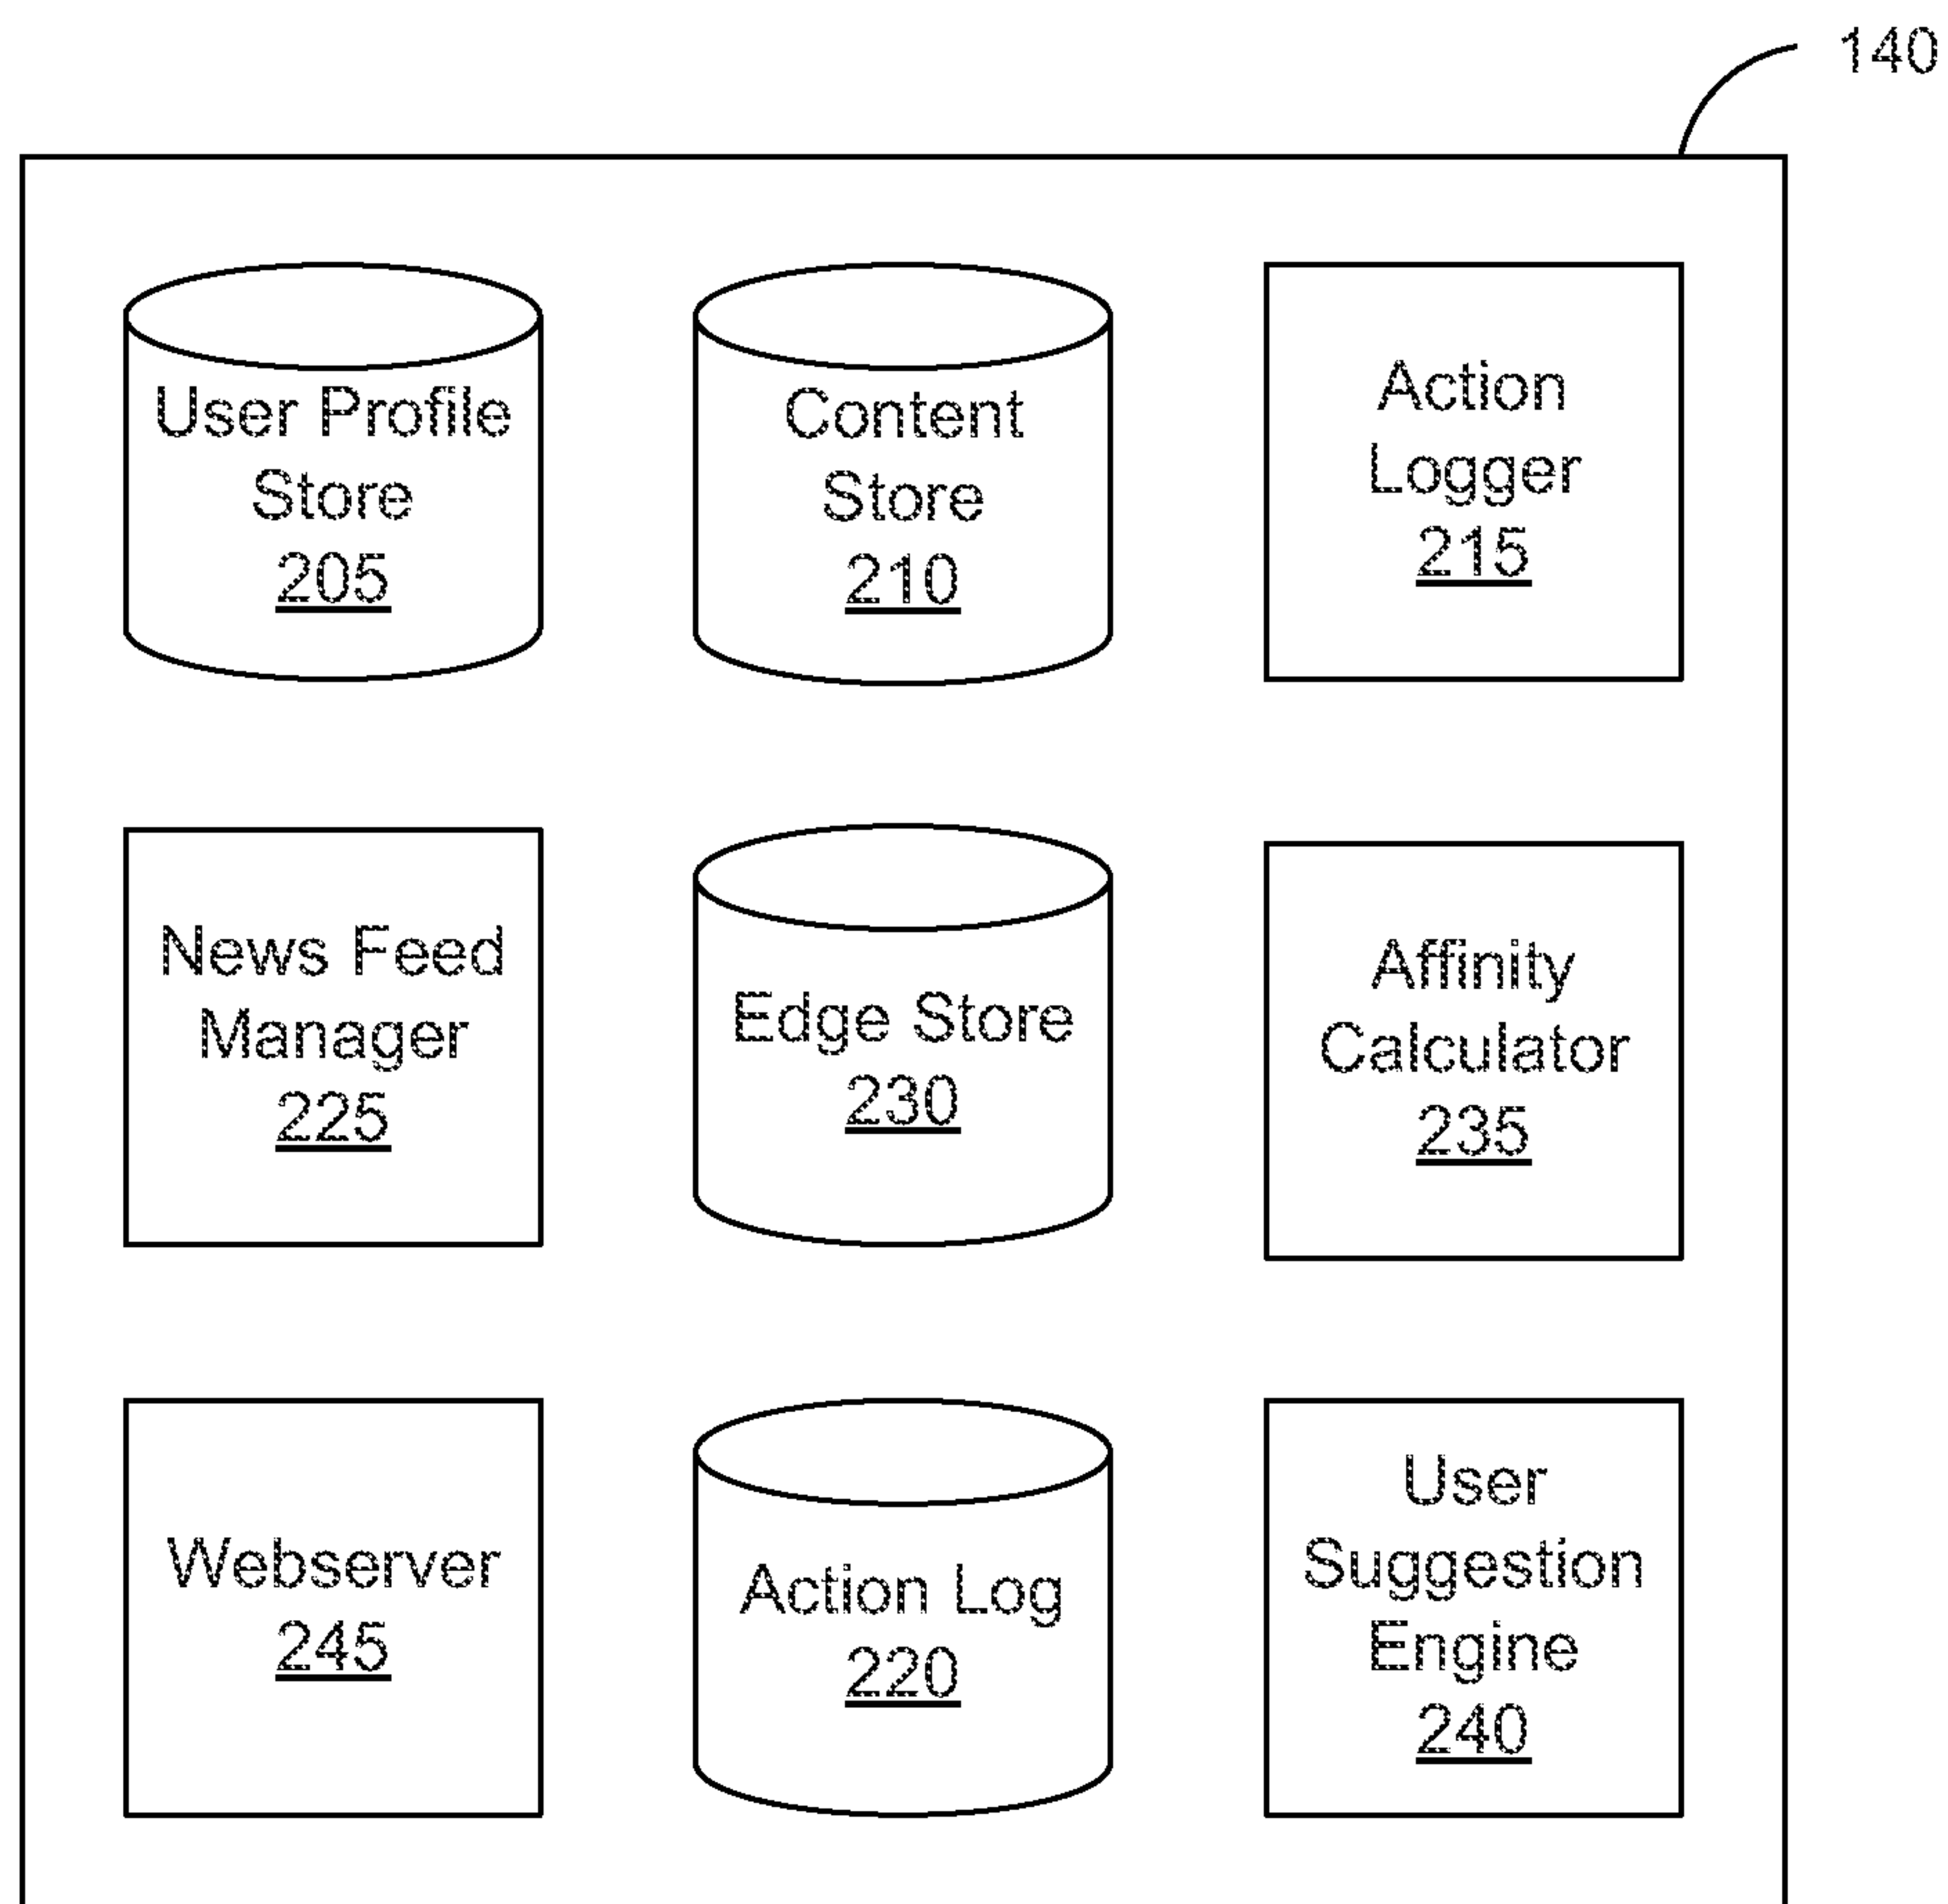 140
User Profile
Store
205
Content
Store
210
Action
Logger
215
News Feed
Manager
225
Edge Store
230
Affinity
Calculator
235
Webserver
245
Action Log
220
User
Suggestion
Engine
240